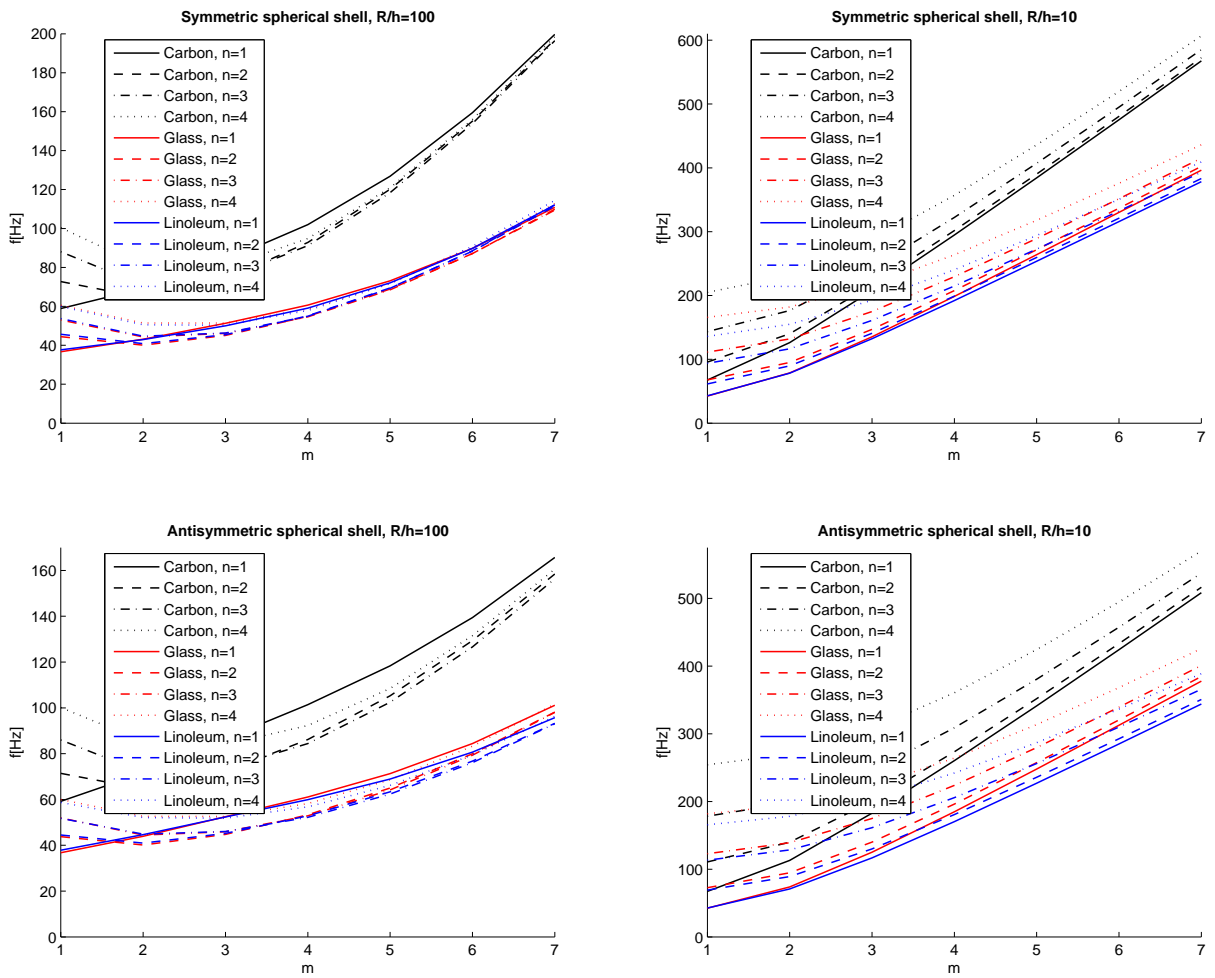 Symmetric spherical shell, R/h=100
200
180
160
140
120
100
80
60
40
20
0
f[Hz]
Carbon, n=1
Carbon, n=2
Carbon, n=3
Carbon, n=4
Glass, n=1
Glass, n=2
Glass, n=3
Glass, n=4
Linoleum, n=1
Linoleum, n=2
Linoleum, n=3
Linoleum, n=4
1 2 3 4 5 6 7
m
Symmetric spherical shell, R/h=10
600
500
400
300
200
100
0
f[Hz]
Carbon, n=1
Carbon, n=2
Carbon, n=3
Carbon, n=4
Glass, n=1
Glass, n=2
Glass, n=3
Glass, n=4
Linoleum, n=1
Linoleum, n=2
Linoleum, n=3
Linoleum, n=4
1 2 3 4 5 6 7
m
Antisymmetric spherical shell, R/h=100
160
140
120
100
80
60
40
20
0
f[Hz]
Carbon, n=1
Carbon, n=2
Carbon, n=3
Carbon, n=4
Glass, n=1
Glass, n=2
Glass, n=3
Glass, n=4
Linoleum, n=1
Linoleum, n=2
Linoleum, n=3
Linoleum, n=4
1 2 3 4 5 6 7
m
Antisymmetric spherical shell, R/h=10
500
400
300
200
100
0
f[Hz]
Carbon, n=1
Carbon, n=2
Carbon, n=3
Carbon, n=4
Glass, n=1
Glass, n=2
Glass, n=3
Glass, n=4
Linoleum, n=1
Linoleum, n=2
Linoleum, n=3
Linoleum, n=4
1 2 3 4 5 6 7
m